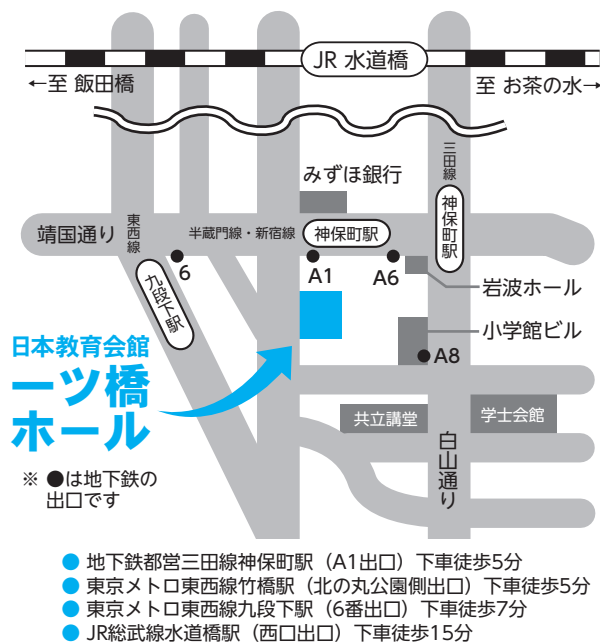 JR 水道橋
←至 飯田橋
至 お茶の水→
三田線
みずほ銀行
神保町駅
東西線
靖国通り
半蔵門線・新宿線
神保町駅
6
A1
A6
九段下駅
岩波ホール
小学館ビル
日本教育会館
一ツ橋
ホール
A8
共立講堂
学士会館
白山通り
※ ●は地下鉄の
出口です
● 地下鉄都営三田線神保町駅（A1出口）下車徒歩5分
● 東京メトロ東西線竹橋駅（北の丸公園側出口）下車徒歩5分
● 東京メトロ東西線九段下駅（6番出口）下車徒歩7分
● JR総武線水道橋駅（西口出口）下車徒歩15分